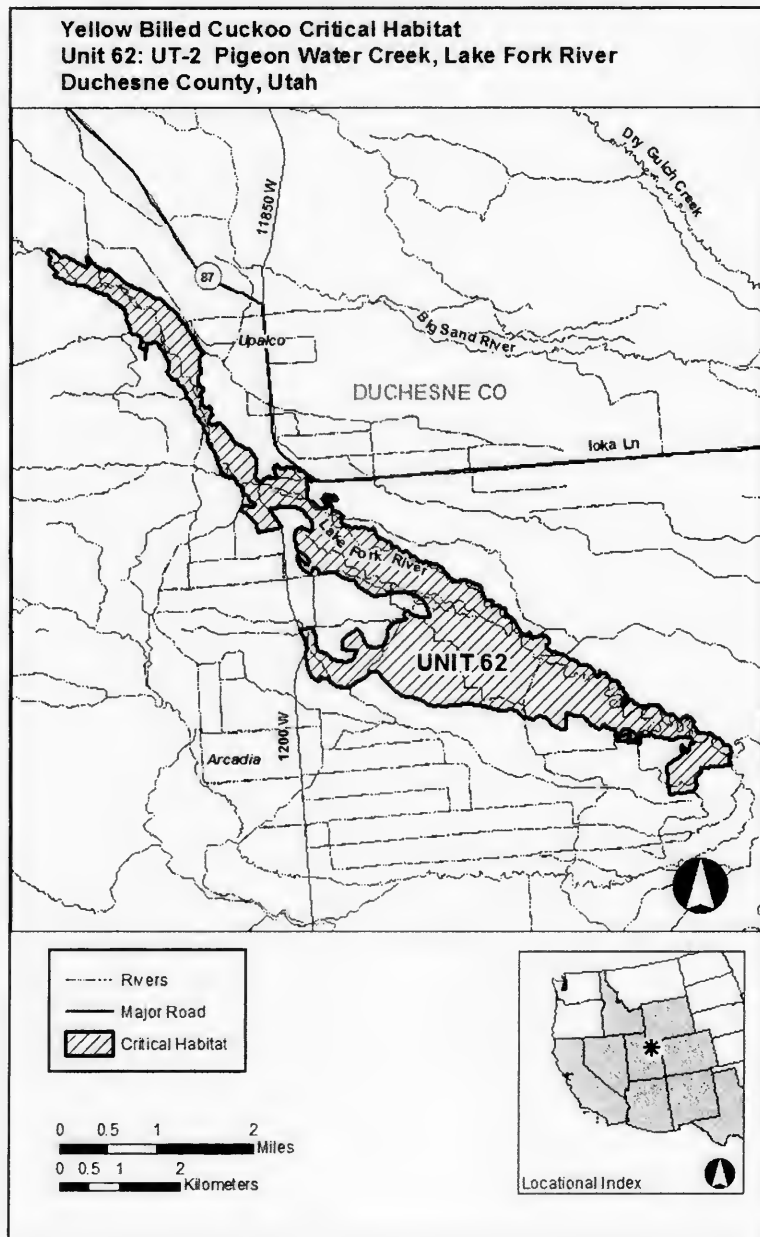 Yellow Billed Cuckoo Critical Habitat
Unit 62: UT-2 Pigeon Water Creek, Lake Fork River
Duchesne County, Utah
Dry Gulch Creek
11850 W
87
Upalco
Big Sand River
DUCHESNE CO
Ioka Ln
Lake Fork River
UNIT 62
1200 W
Arcadia
Rivers
Major Road
Critical Habitat
0 0.5 1 2
Miles
0 0.5 1 2
Kilometers
Locational Index